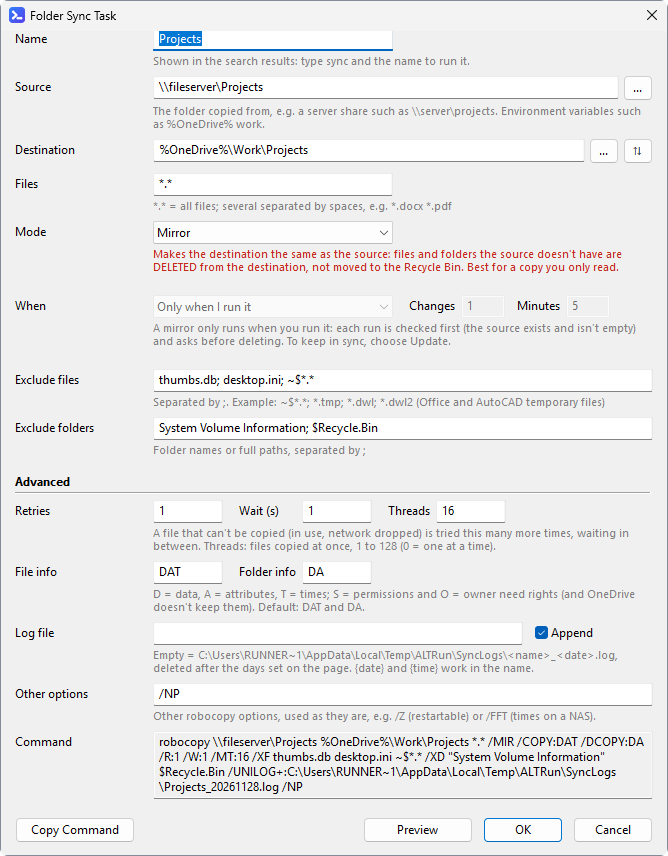 Folder Sync Task
Name
Projects
Shown in the search results: type sync and the name to run it.
Source
\\fileserver\Projects
...
The folder copied from, e.g. a server share such as \\server\projects. Environment variables such
as %OneDrive% work.
Destination
%OneDrive%\Work\Projects
...
Files
*.*
*.* = all files; several separated by spaces, e.g. *.docx *.pdf
Mode
Mirror
Makes the destination the same as the source: files and folders the source doesn't have are
DELETED from the destination, not moved to the Recycle Bin. Best for a copy you only read.
When
Only when I run it
Changes
1
Minutes
5
A mirror only runs when you run it: each run is checked first (the source exists and isn't empty)
and asks before deleting. To keep in sync, choose Update.
Exclude files
thumbs.db; desktop.ini; ~$*.*
Separated by ;. Example: ~$*.*; *.tmp; *.dwl; *.dwl2 (Office and AutoCAD temporary files)
Exclude folders
System Volume Information; $Recycle.Bin
Folder names or full paths, separated by ;
Advanced
Retries
1
Wait (s)
1
Threads
16
A file that can't be copied (in use, network dropped) is tried this many more times, waiting in
between. Threads: files copied at once, 1 to 128 (0 = one at a time).
File info
DAT
Folder info
DA
D = data, A = attributes, T = times; S = permissions and O = owner need rights (and OneDrive
doesn't keep them). Default: DAT and DA.
Log file
Append
Empty = C:\Users\RUNNER~1\AppData\Local\Temp\ALTRun\SyncLogs\<name>_<date>.log,
deleted after the days set on the page. {date} and {time} work in the name.
Other options
/NP
Other robocopy options, used as they are, e.g. /Z (restartable) or /FFT (times on a NAS).
Command
robocopy \\fileserver\Projects %OneDrive%\Work\Projects *.* /MIR /COPY:DAT /DCOPY:DA
/R:1 /W:1 /MT:16 /XF thumbs.db desktop.ini ~$*.* /XD "System Volume Information"
$Recycle.Bin /UNILOG+:C:\Users\RUNNER~1\AppData\Local\Temp\ALTRun\SyncLogs
\Projects_20261128.log /NP
Copy Command
Preview
OK
Cancel